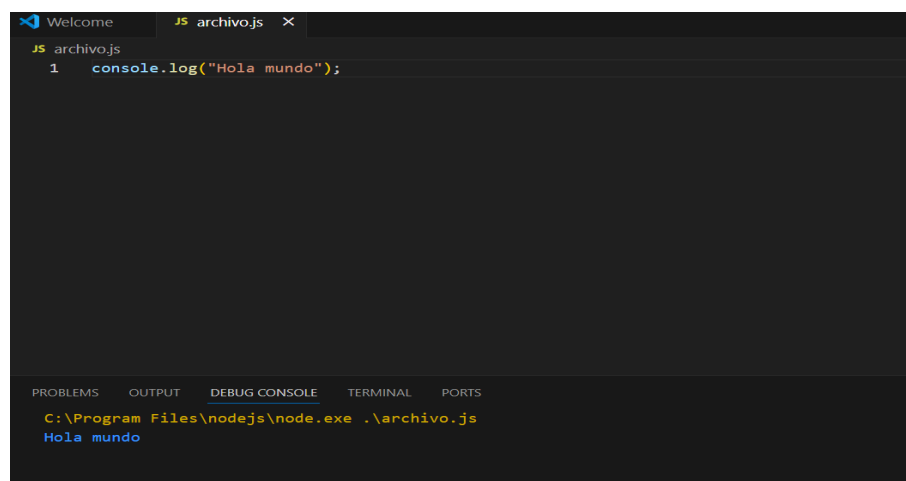 Welcome JS archivo.js
JS archivo.js
1 console.log("Hola mundo");
PROBLEMS OUTPUT DEBUG CONSOLE TERMINAL PORTS
C:\Program Files\nodejs\node.exe .\archivo.js
Hola mundo